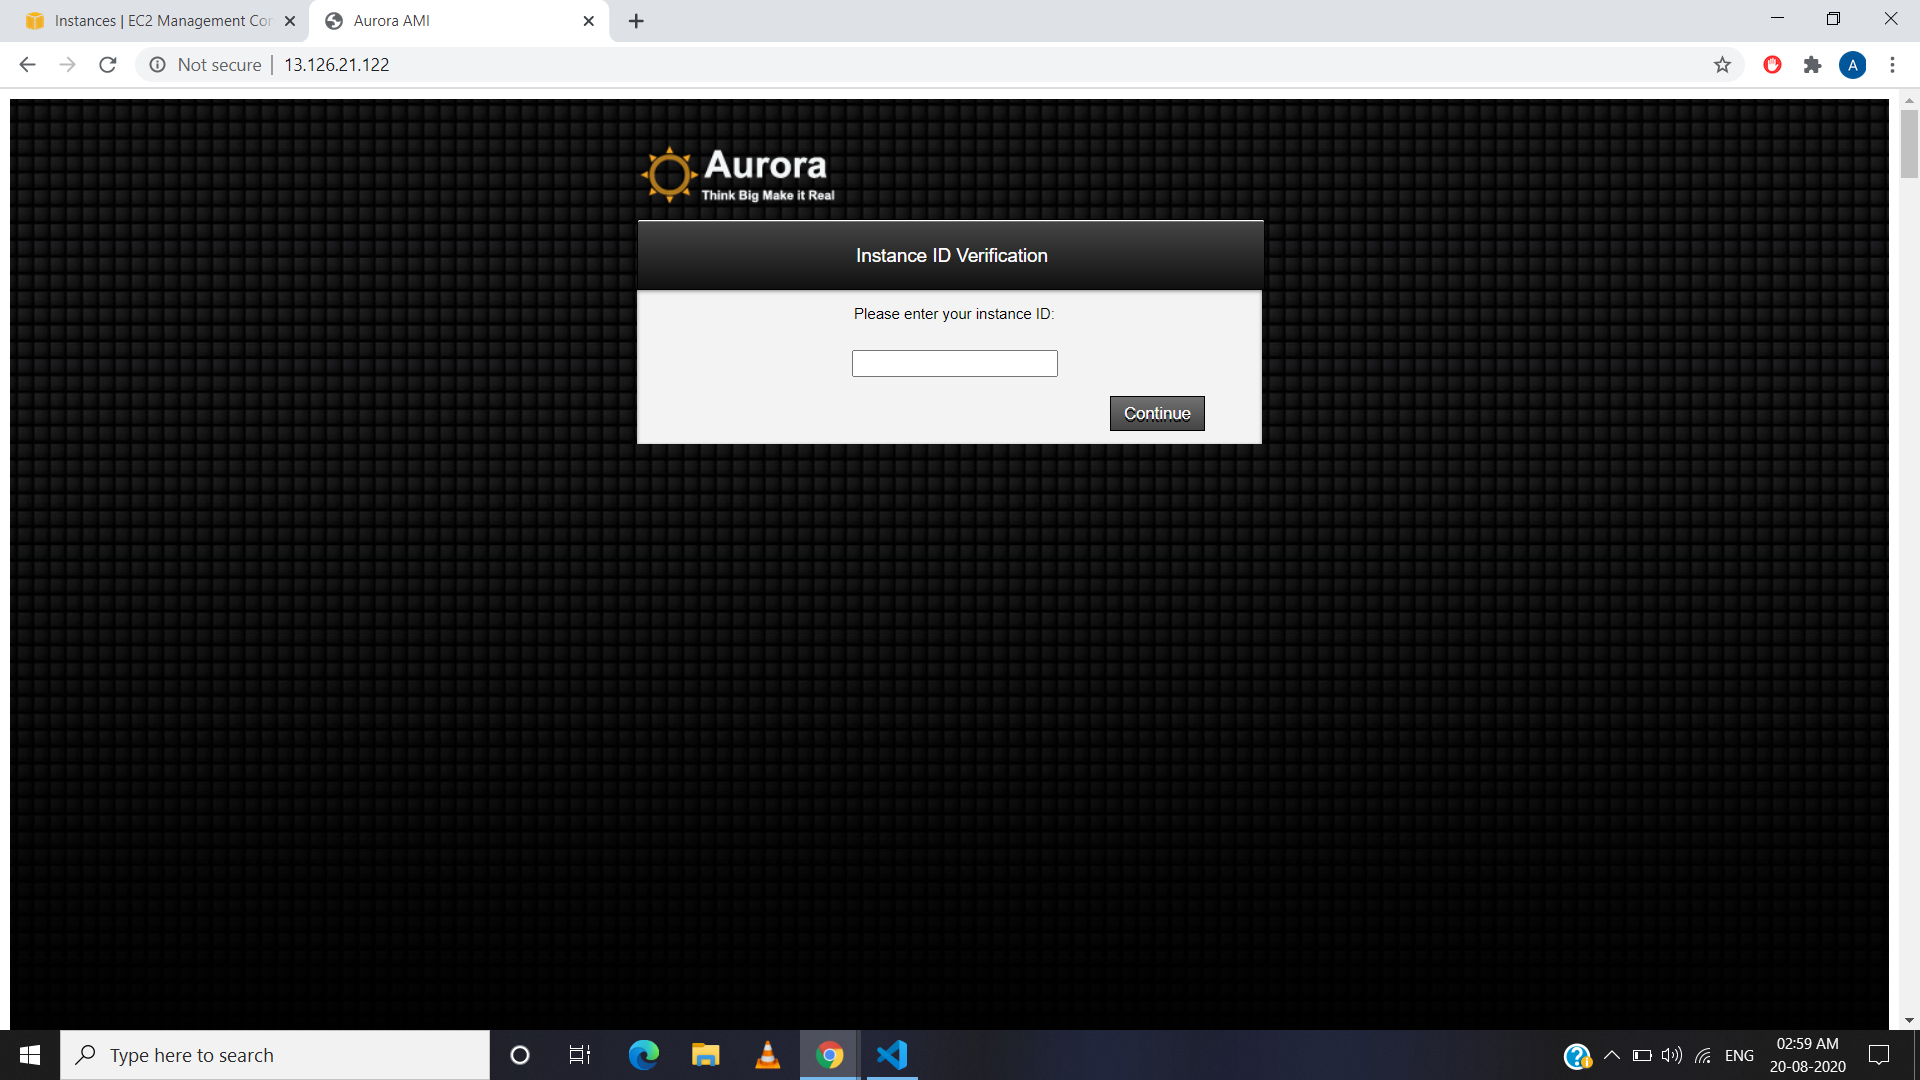 Instances | EC2 Management Con
Aurora AMI
Not secure
13.126.21.122
A
Aurora
Think Big Make it Real
Instance ID Verification
Please enter your instance ID:
Continue
Type here to search
ENG
02:59 AM
20-08-2020